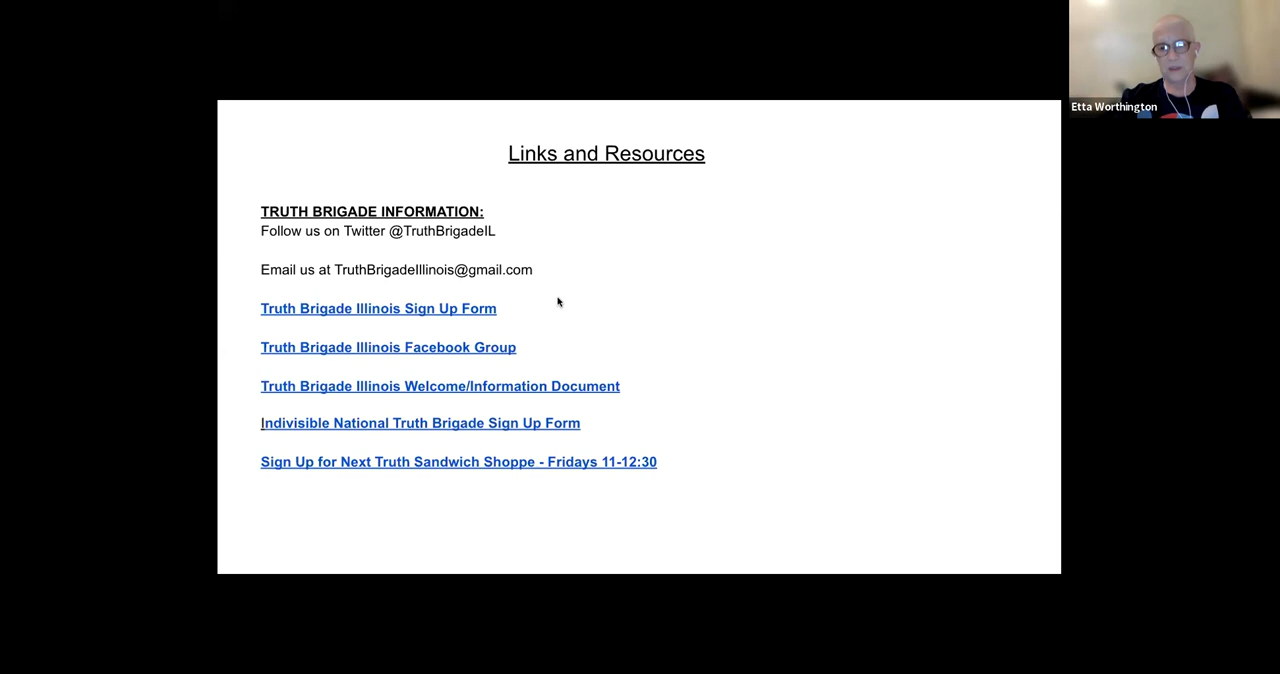 Links and Resources
TRUTH BRIGADE INFORMATION:
Follow us on Twitter @TruthBrigadeIL
Email us at TruthBrigadeIllinois@gmail.com
Truth Brigade Illinois Sign Up Form
Truth Brigade Illinois Facebook Group
Truth Brigade Illinois Welcome/Information Document
Indivisible National Truth Brigade Sign Up Form
Sign Up for Next Truth Sandwich Shoppe - Fridays 11-12:30
Etta Worthington